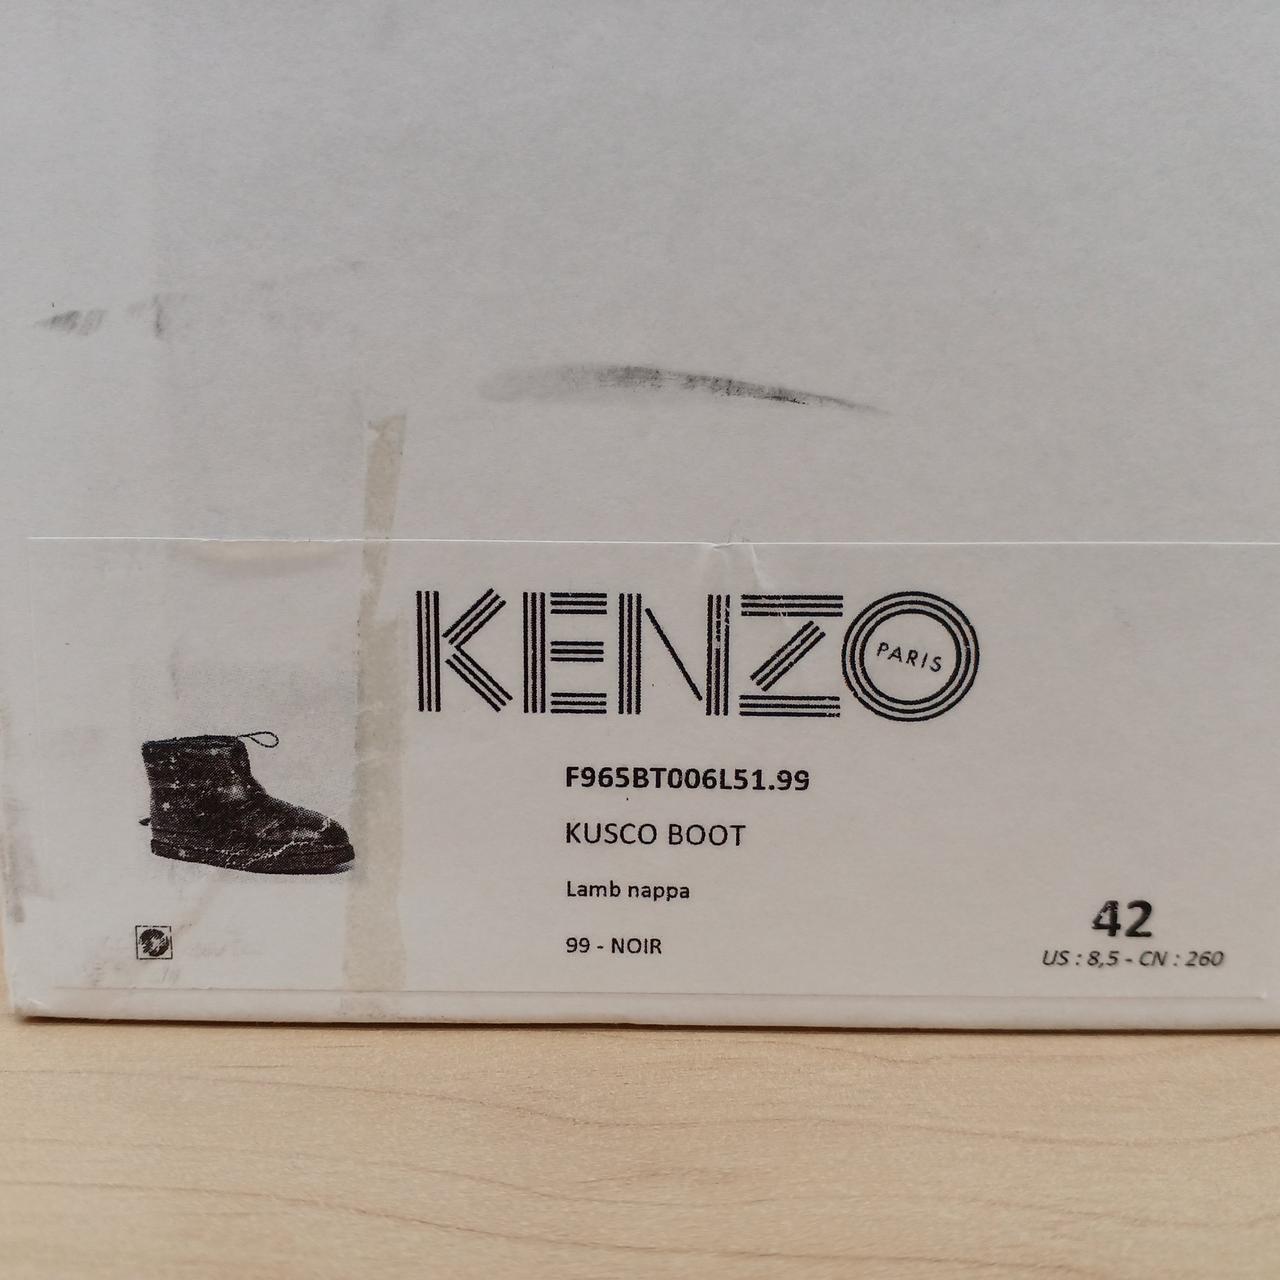 KENZO
PARIS
F965BT006L51.99
KUSCO BOOT
Lamb nappa
99 - NOIR
42
US : 8,5 - CN : 260